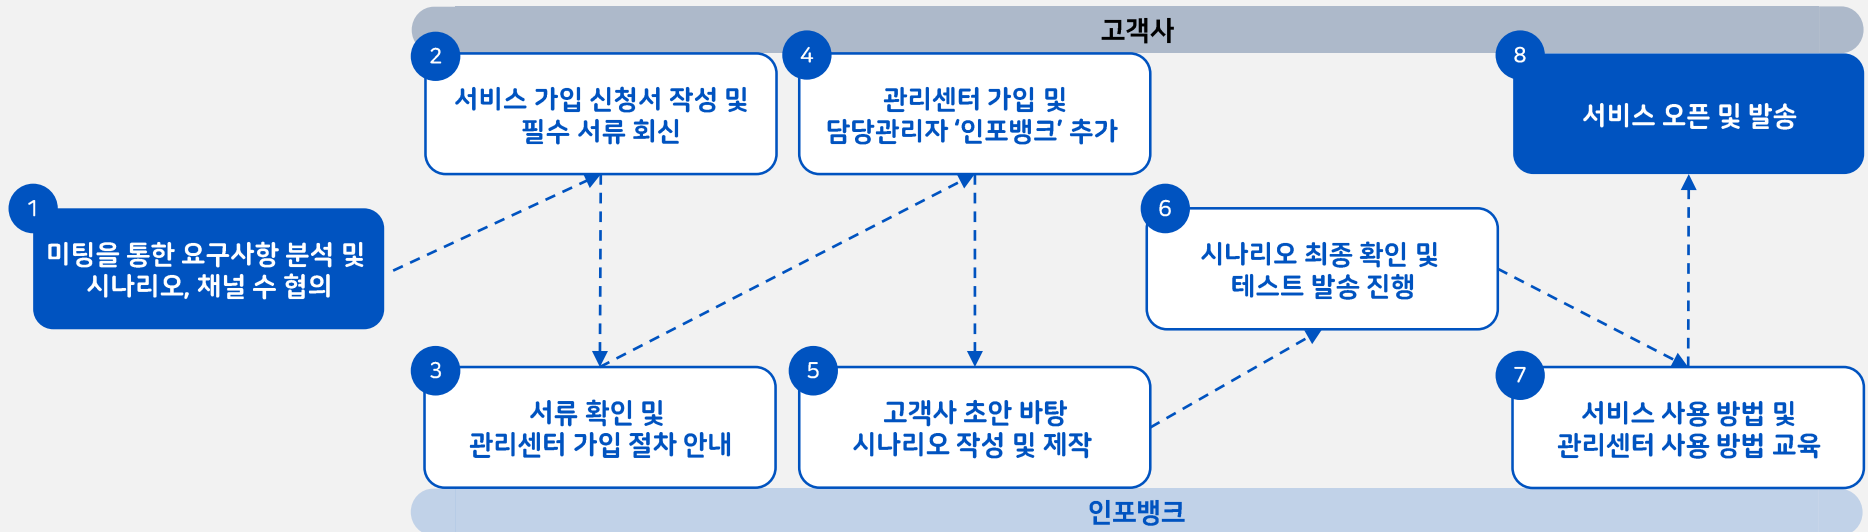 고객사
1
미팅을 통한 요구사항 분석 및
시나리오, 채널 수 협의
2
서비스 가입 신청서 작성 및
필수 서류 회신
3
서류 확인 및
관리센터 가입 절차 안내
4
관리센터 가입 및
담당관리자 ‘인포뱅크’ 추가
5
고객사 초안 바탕
시나리오 작성 및 제작
6
시나리오 최종 확인 및
테스트 발송 진행
7
서비스 사용 방법 및
관리센터 사용 방법 교육
8
서비스 오픈 및 발송
인포뱅크